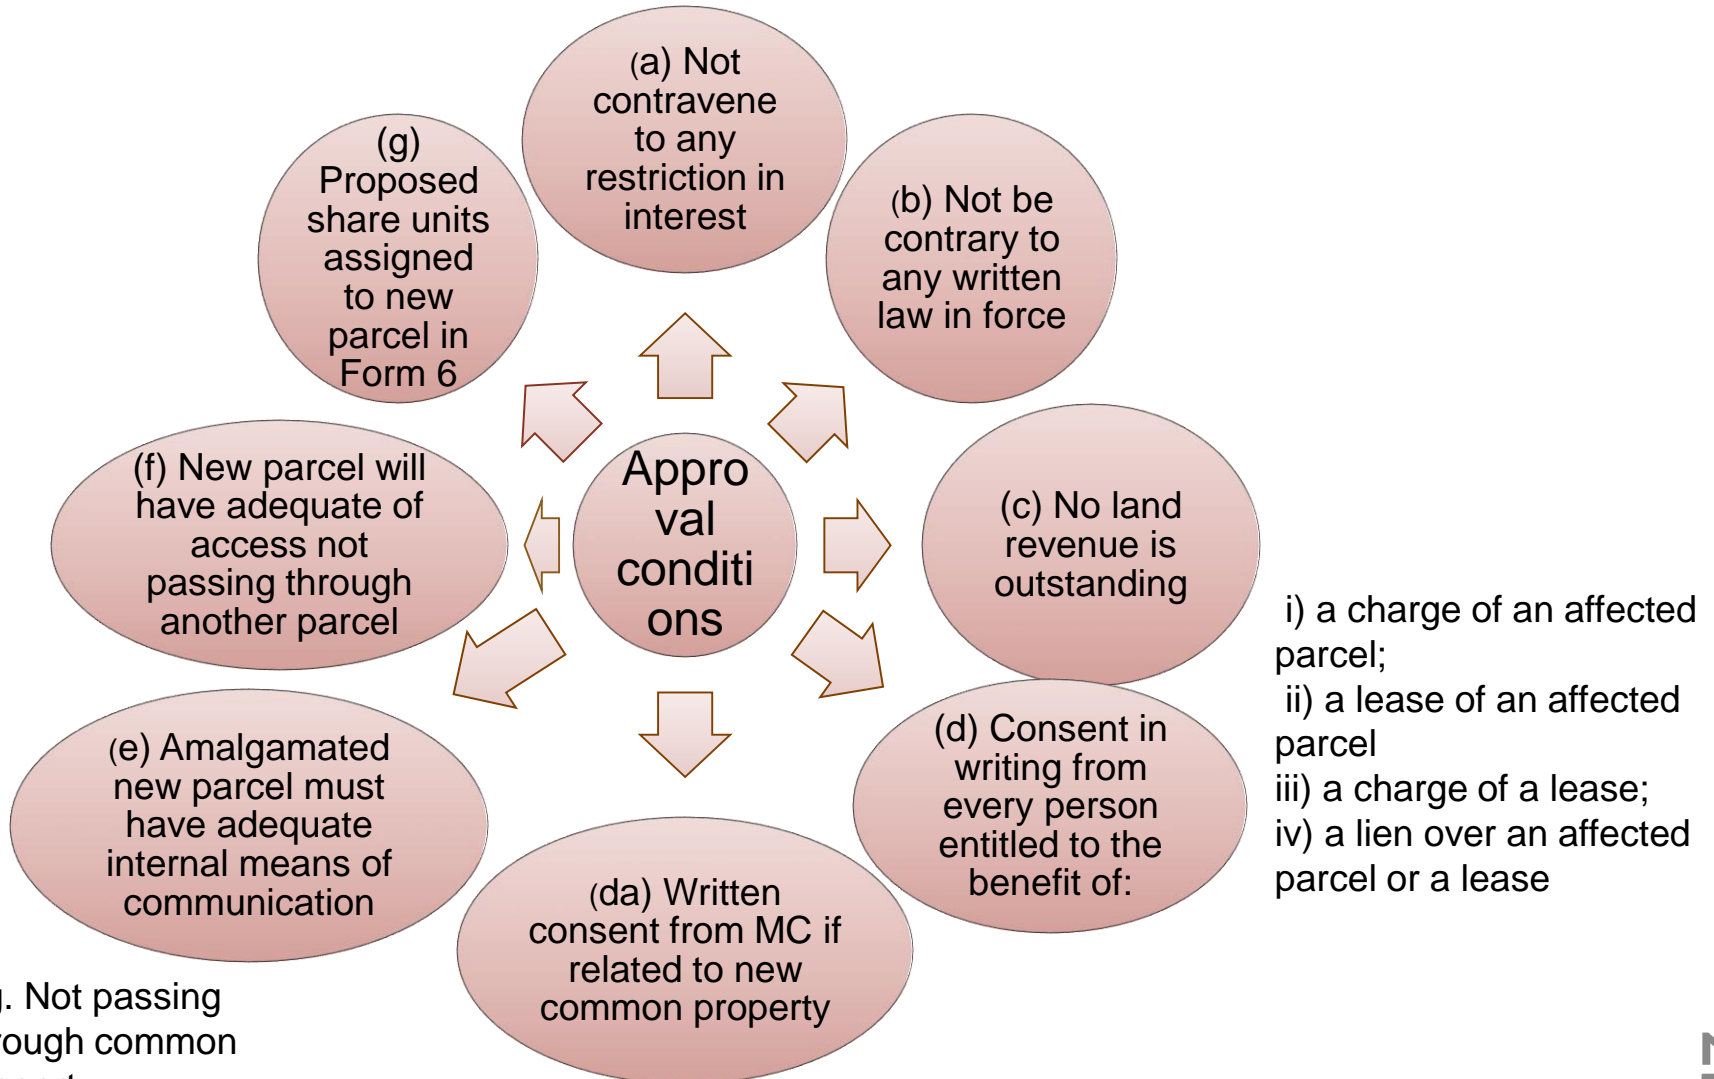 (a) Not
contravene
to any
restriction in
interest
(b) Not be
contrary to
any written
law in force
(c) No land
revenue is
outstanding
(d) Consent in
writing from
every person
entitled to the
benefit of:
i) a charge of an affected
parcel;
ii) a lease of an affected
parcel
iii) a charge of a lease;
iv) a lien over an affected
parcel or a lease
(da) Written
consent from MC if
related to new
common property
(e) Amalgamated
new parcel must
have adequate
internal means of
communication
(f) New parcel will
have adequate of
access not
passing through
another parcel
(g)
Proposed
share units
assigned
to new
parcel in
Form 6
Appro
val
conditi
ons
g. Not passing
rough common